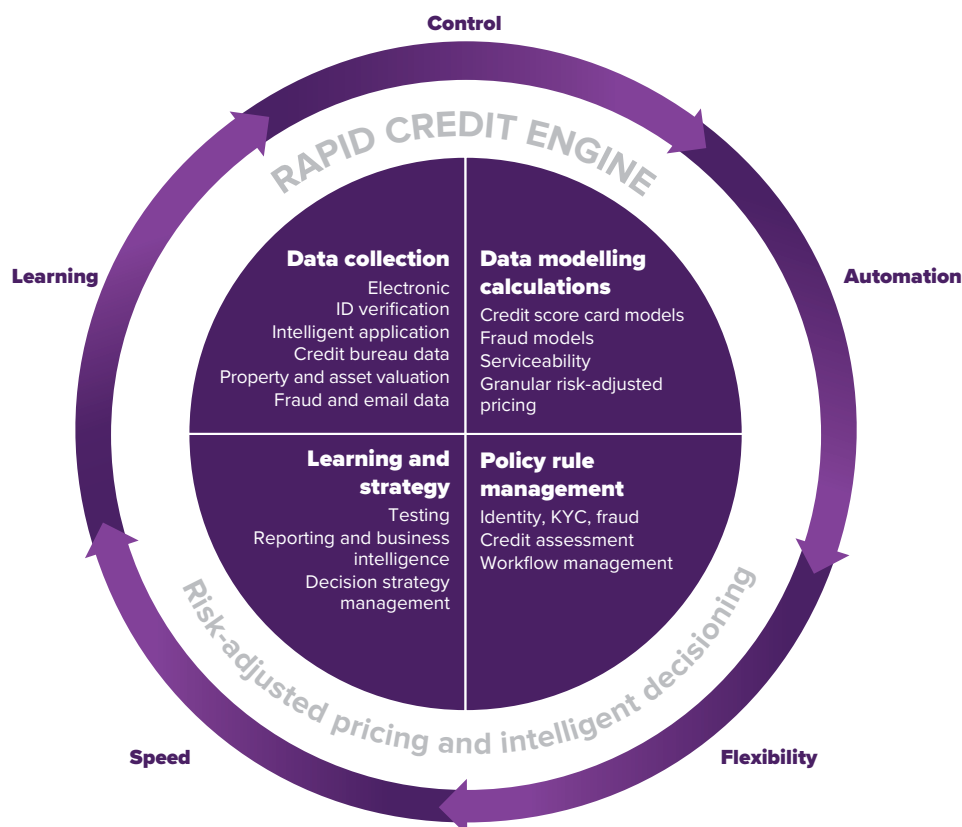 Control
RAPID CREDIT ENGINE
Learning
Automation
Data collection
Electronic
ID verification
Intelligent application
Credit bureau data
Property and asset valuation
Fraud and email data
Data modelling
calculations
Credit score card models
Fraud models
Serviceability
Granular risk-adjusted
pricing
Learning and
strategy
Testing
Reporting and business
intelligence
Decision strategy
management
Policy rule
management
Identity, KYC, fraud
Credit assessment
Workflow management
Risk-adjusted pricing and intelligent decisioning
Speed
Flexibility